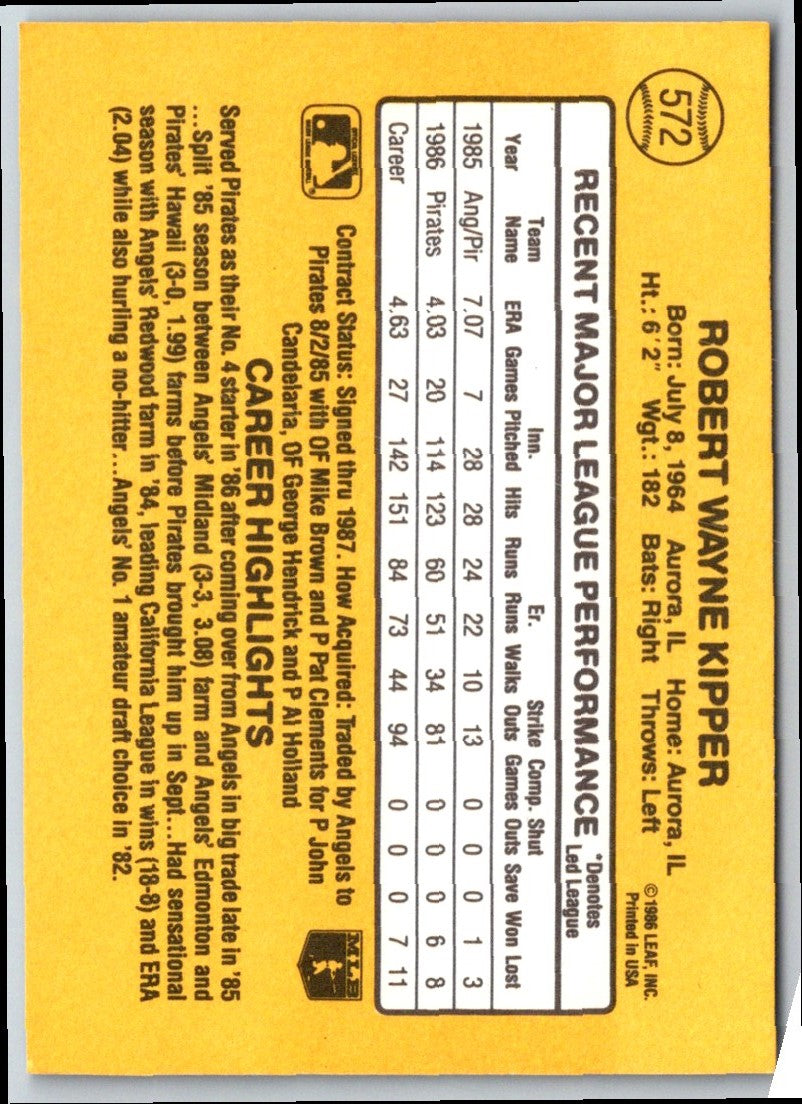 572
ROBERT WAYNE KIPPER
Born: July 8, 1964 Aurora, IL Home: Aurora, IL
Ht.: 6'2" Wgt.: 182 Bats: Right Throws: Left
©1986 LEAF, INC.
Printed in USA
RECENT MAJOR LEAGUE PERFORMANCE
*Denotes
Led League
Team Inn. Er. Strike Comp. Shut
Year Name ERA Games Pitched Hits Runs Runs Walks Outs Games Outs Save Won Lost
1985 Ang/Pir 7.07 7 28 28 24 22 10 13 0 0 0 1 3
1986 Pirates 4.03 20 114 123 60 51 34 81 0 0 0 6 8
Career 4.63 27 142 151 84 73 44 94 0 0 0 7 11
Contract Status: Signed thru 1987. How Acquired: Traded by Angels to
Pirates 8/2/85 with OF Mike Brown and P Pat Clements for P John
Candelaria, OF George Hendrick and P Al Holland
MLB
CAREER HIGHLIGHTS
Served Pirates as their No. 4 starter in '86 after coming over from Angels in big trade late in '85
...Split '85 season between Angels' Midland (3-3, 3.08) farm and Angels' Edmonton and
Pirates' Hawaii (3-0, 1.99) farms before Pirates brought him up in Sept...Had sensational
season with Angels' Redwood farm in '84, leading California League in wins (18-8) and ERA
(2.04) while also hurling a no-hitter...Angels' No. 1 amateur draft choice in '82.